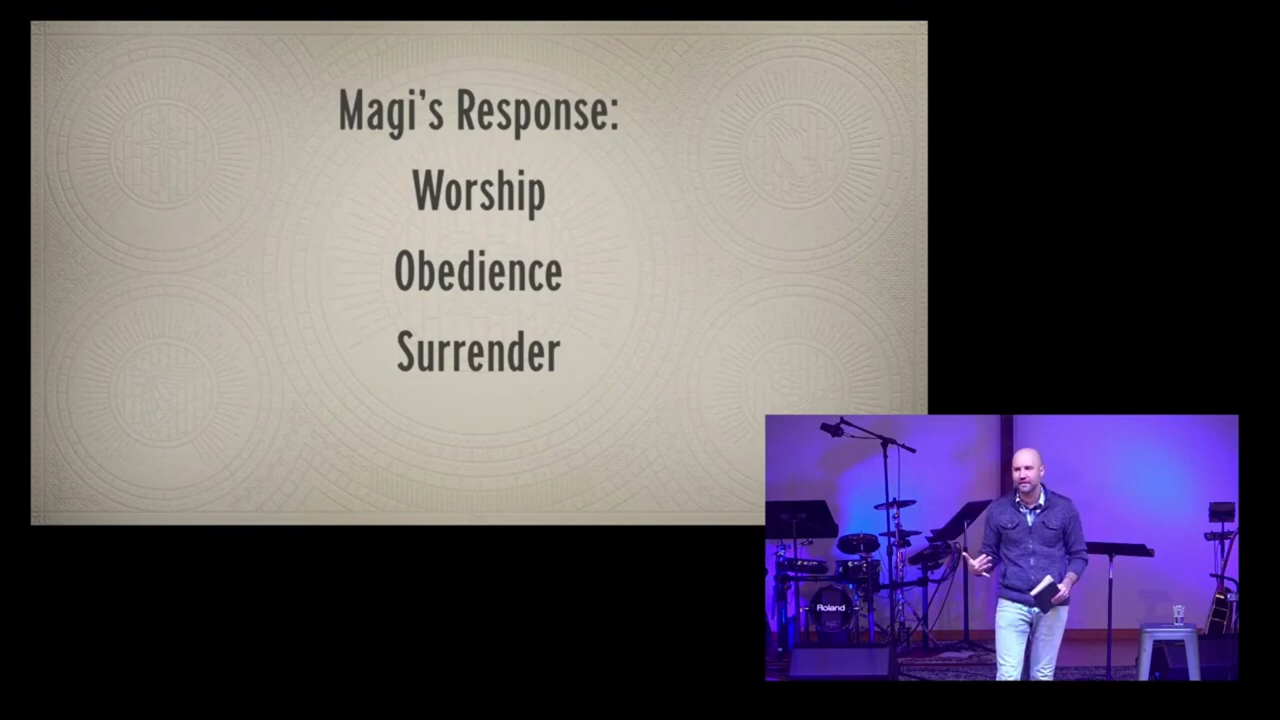 Magi's Response:
Worship
Obedience
Surrender
Roland